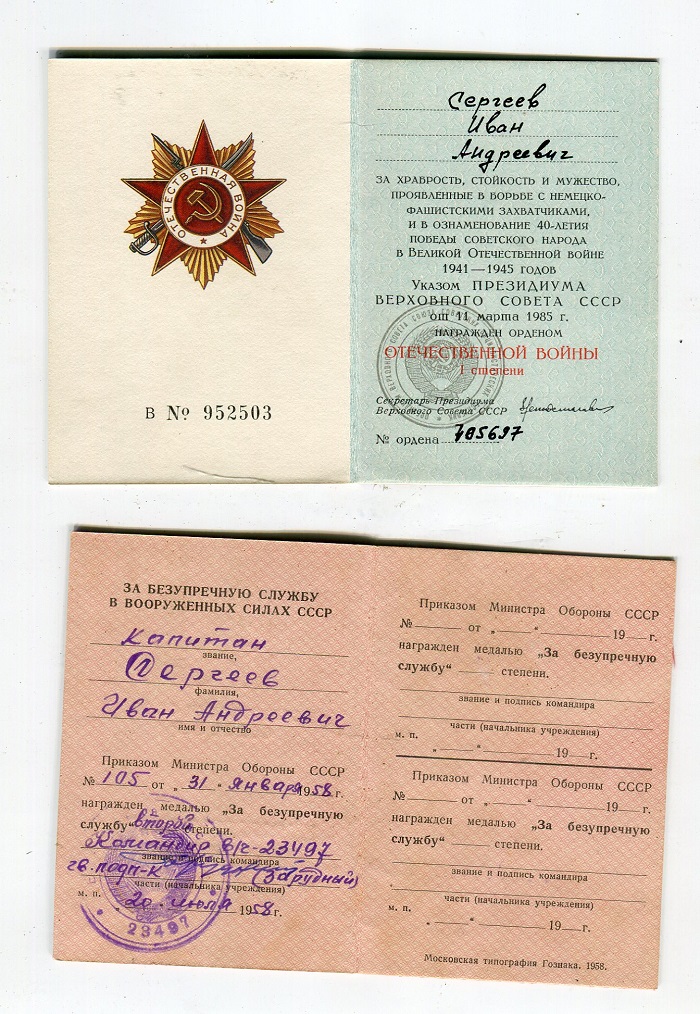 ОТЕЧЕСТВЕННАЯ ВОЙНА
В № 952503
Сергеев
Иван
Андреевич
ЗА ХРАБРОСТЬ, СТОЙКОСТЬ И МУЖЕСТВО,
ПРОЯВЛЕННЫЕ В БОРЬБЕ С НЕМЕЦКО-
ФАШИСТСКИМИ ЗАХВАТЧИКАМИ,
И В ОЗНАМЕНОВАНИЕ 40-ЛЕТИЯ
ПОБЕДЫ СОВЕТСКОГО НАРОДА
В ВЕЛИКОЙ ОТЕЧЕСТВЕННОЙ ВОЙНЕ
1941—1945 ГОДОВ
УКАЗОМ ПРЕЗИДИУМА
ВЕРХОВНОГО СОВЕТА СССР
от 11 марта 1985 г.
НАГРАЖДЕН ОРДЕНОМ
ОТЕЧЕСТВЕННОЙ ВОЙНЫ
I степени
Секретарь Президиума
Верховного Совета СССР
№ ордена 705697
ЗА БЕЗУПРЕЧНУЮ СЛУЖБУ
В ВООРУЖЕННЫХ СИЛАХ СССР
капитан
звание,
Сергеев
фамилия,
Иван Андреевич
имя и отчество
Приказом Министра Обороны СССР
№ 105 от „31“ января 1958 г.
награжден медалью „За безупречную
службу“ второй степени.
Командир в/ч-23497
звание и подпись командира
гв. подп-к (Зарудный)
части (начальника учреждения)
м. п. 20 июля 1958 г.
23497
Приказом Министра Обороны СССР
№ от „ “ 19 г.
награжден медалью „За безупречную
службу“ степени.
звание и подпись командира
части (начальника учреждения)
м. п. „ “ 19 г.
Приказом Министра Обороны СССР
№ от „ “ 19 г.
награжден медалью „За безупречную
службу“ степени.
звание и подпись командира
части (начальника учреждения)
м. п. „ “ 19 г.
Московская типография Гознака. 1958.